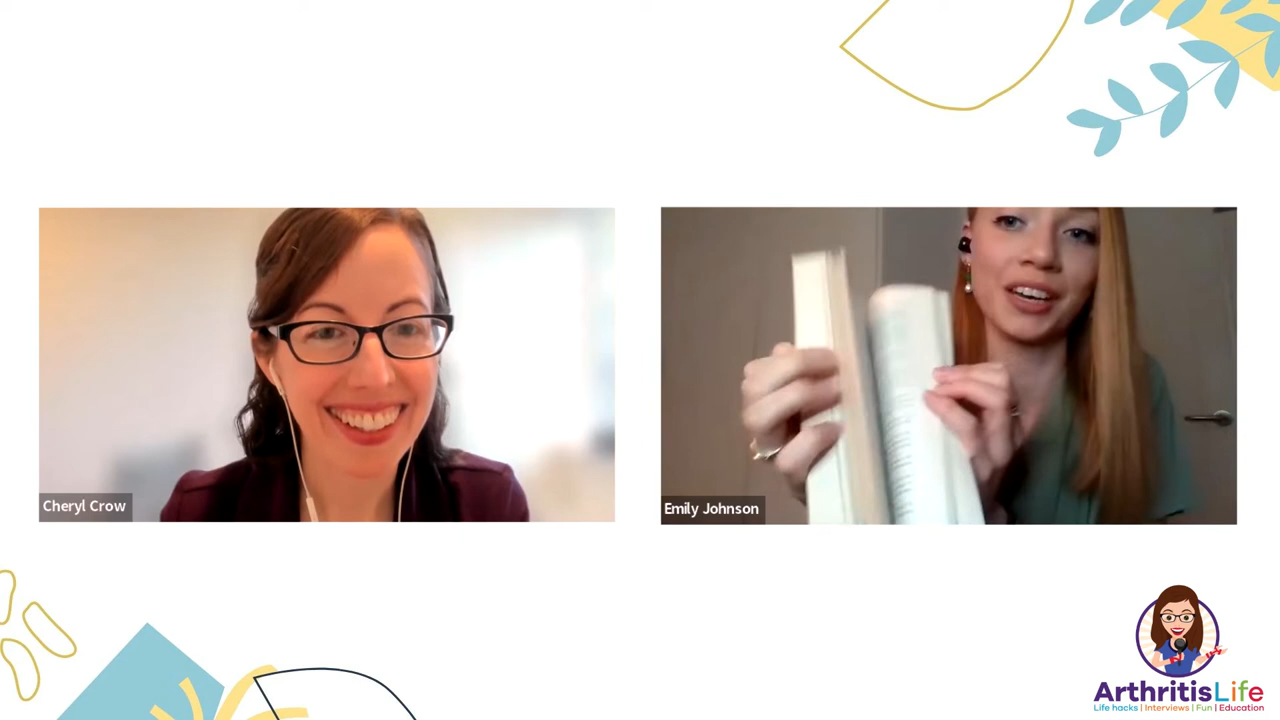 Cheryl Crow
Emily Johnson
ArthritisLife
Life hacks | Interviews | Fun | Education